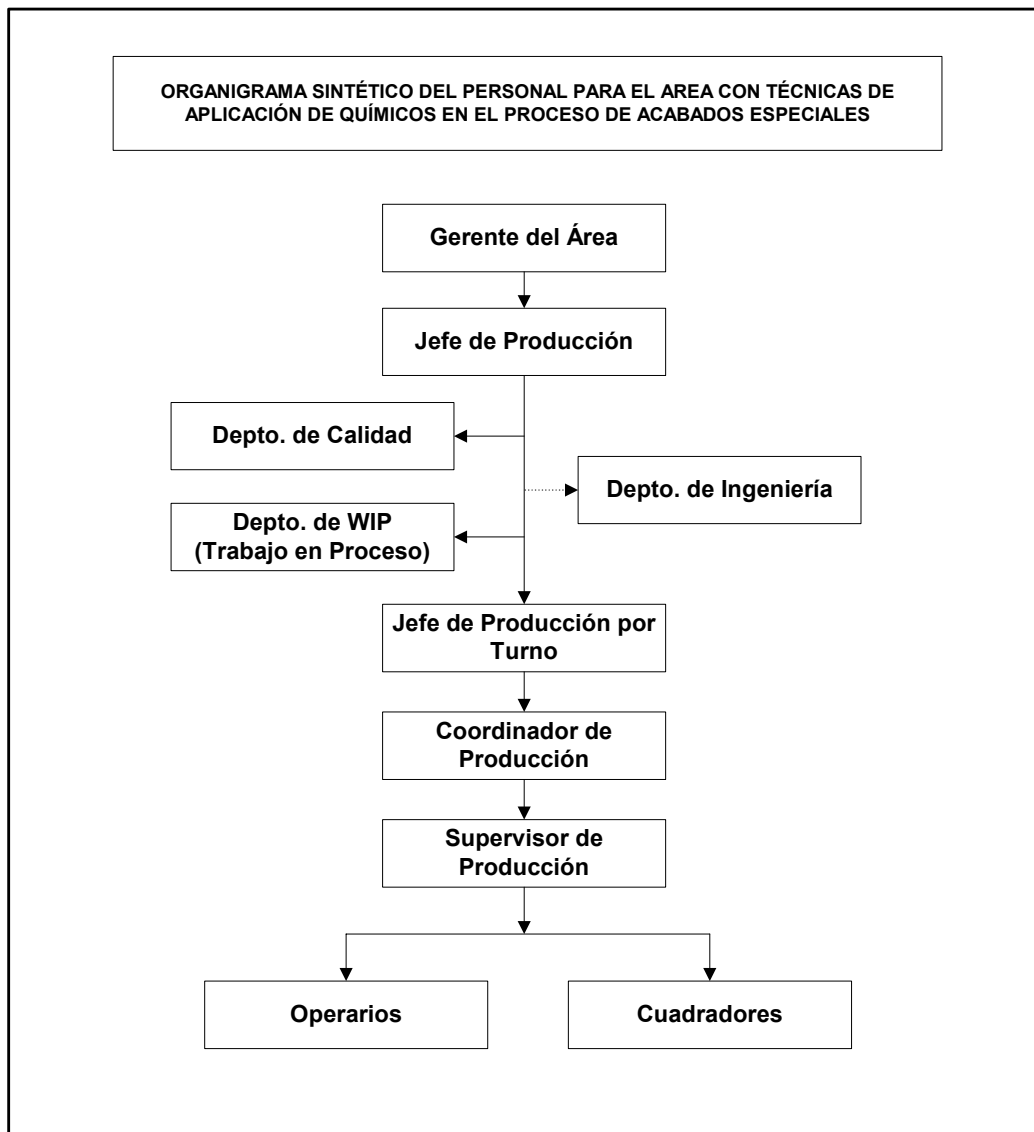 ORGANIGRAMA SINTÉTICO DEL PERSONAL PARA EL AREA CON TÉCNICAS DE
APLICACIÓN DE QUÍMICOS EN EL PROCESO DE ACABADOS ESPECIALES
Gerente del Área
Jefe de Producción
Depto. de Calidad
Depto. de Ingeniería
Depto. de WIP
(Trabajo en Proceso)
Jefe de Producción por
Turno
Coordinador de
Producción
Supervisor de
Producción
Operarios
Cuadradores